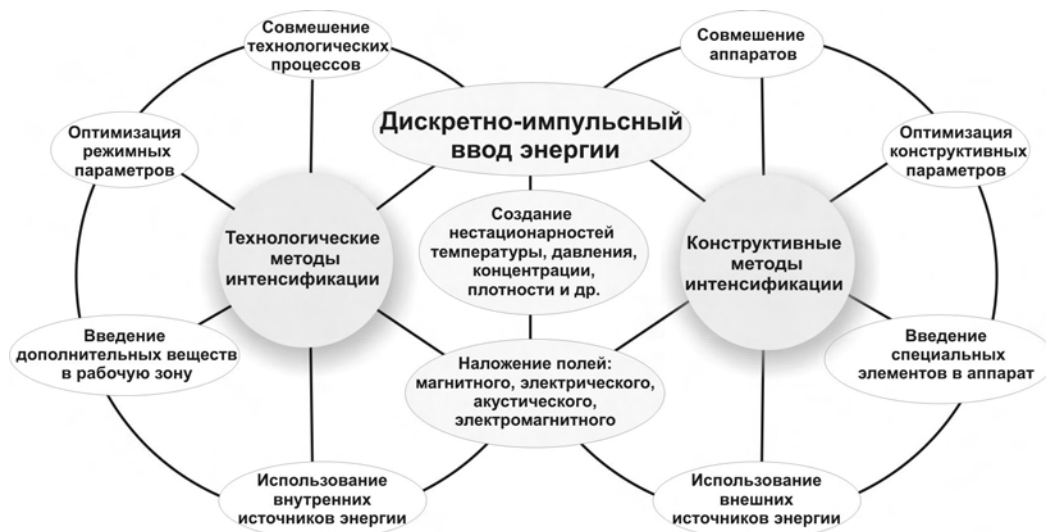 Совмешение
технологических
процессов
Совмешение
аппаратов
Дискретно-импульсный
ввод энергии
Оптимизация
режимных
параметров
Оптимизация
конструктивных
параметров
Технологические
методы
интенсификации
Создание
нестационарностей
температуры, давления,
концентрации,
плотности и др.
Конструктивные
методы
интенсификации
Введение
дополнительных веществ
в рабочую зону
Наложение полей:
магнитного, электрического,
акустического,
электромагнитного
Введение
специальных
элементов в аппарат
Использование
внутренних
источников энергии
Использование
внешних
источников энергии